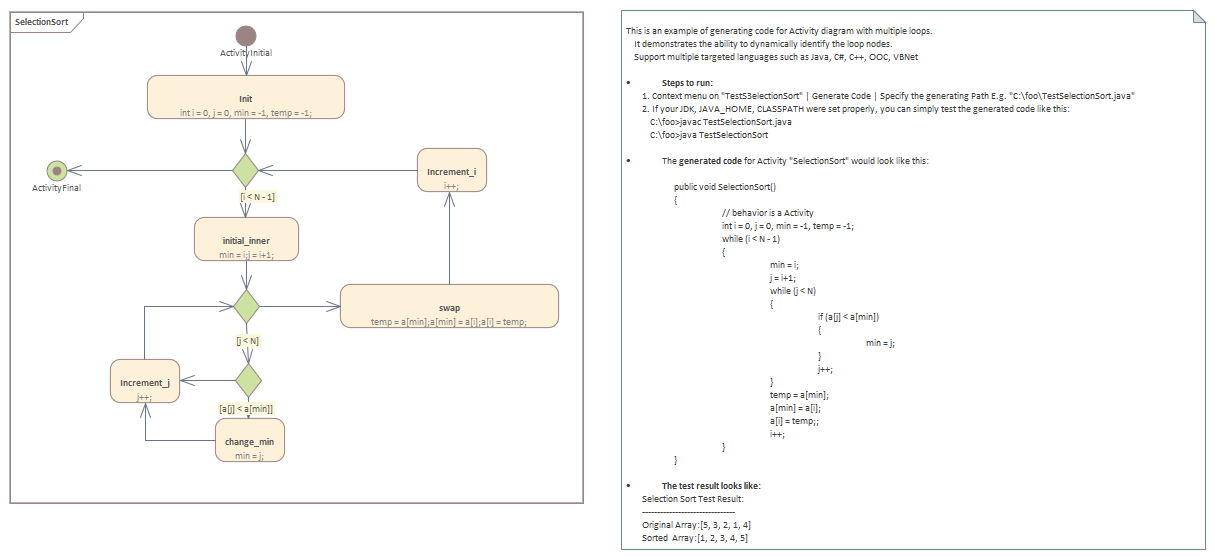 SelectionSort
ActivityInitial
Init
int i = 0, j = 0, min = -1, temp = -1;
ActivityFinal
Increment_i
i++;
[i < N - 1]
initial_inner
min = i;j = i+1;
swap
temp = a[min];a[min] = a[i];a[i] = temp;
[j < N]
Increment_j
j++;
[a[j] < a[min]]
change_min
min = j;
This is an example of generating code for Activity diagram with multiple loops.
It demonstrates the ability to dynamically identify the loop nodes.
Support multiple targeted languages such as Java, C#, C++, OOC, VBNet
• Steps to run:
1. Context menu on "TestS3electionSort" | Generate Code | Specify the generating Path E.g. "C:\foo\TestSelectionSort.java"
2. If your JDK, JAVA_HOME, CLASSPATH were set properly, you can simply test the generated code like this:
C:\foo>javac TestSelectionSort.java
C:\foo>java TestSelectionSort
• The generated code for Activity "SelectionSort" would look like this:
public void SelectionSort()
{
// behavior is a Activity
int i = 0, j = 0, min = -1, temp = -1;
while (i < N - 1)
{
min = i;
j = i+1;
while (j < N)
{
if (a[j] < a[min])
{
min = j;
}
j++;
}
temp = a[min];
a[min] = a[i];
a[i] = temp;;
i++;
}
}
• The test result looks like:
Selection Sort Test Result:
-------------------------------
Original Array:[5, 3, 2, 1, 4]
Sorted Array:[1, 2, 3, 4, 5]